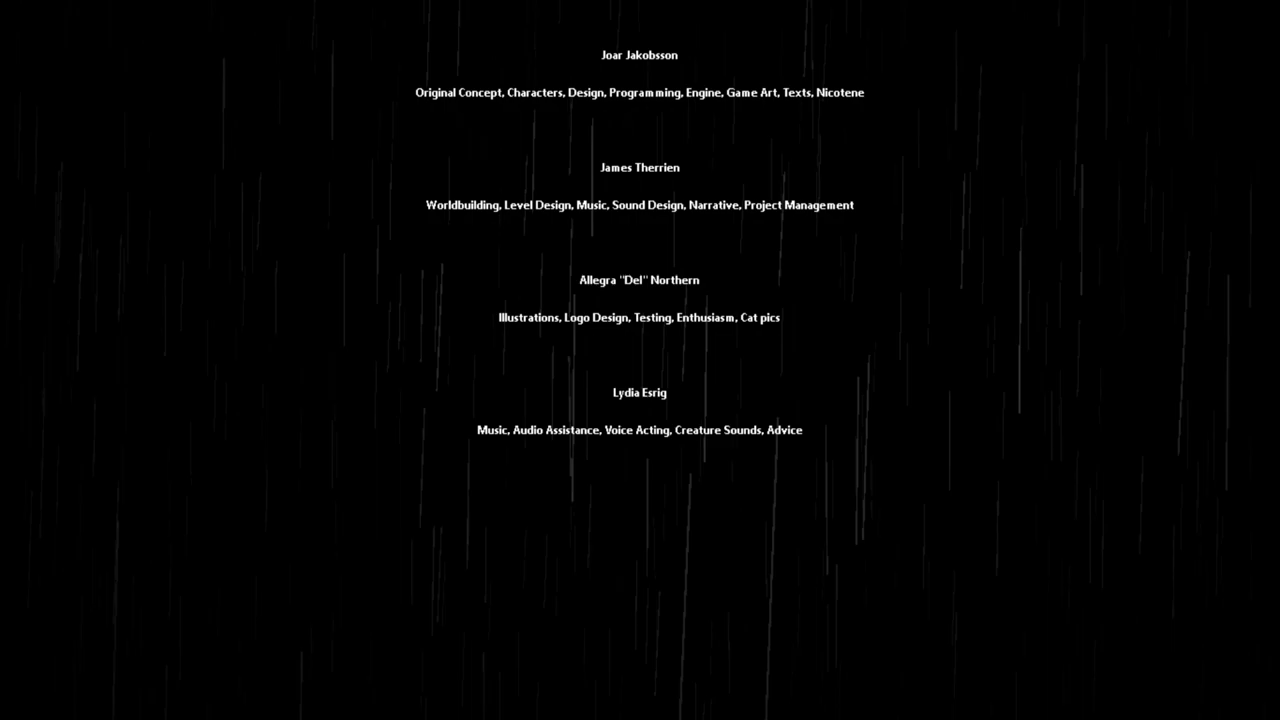 Joar Jakobsson
Original Concept, Characters, Design, Programming, Engine, Game Art, Texts, Nicotene
James Therrien
Worldbuilding, Level Design, Music, Sound Design, Narrative, Project Management
Allegra "Del" Northern
Illustrations, Logo Design, Testing, Enthusiasm, Cat pics
Lydia Esrig
Music, Audio Assistance, Voice Acting, Creature Sounds, Advice